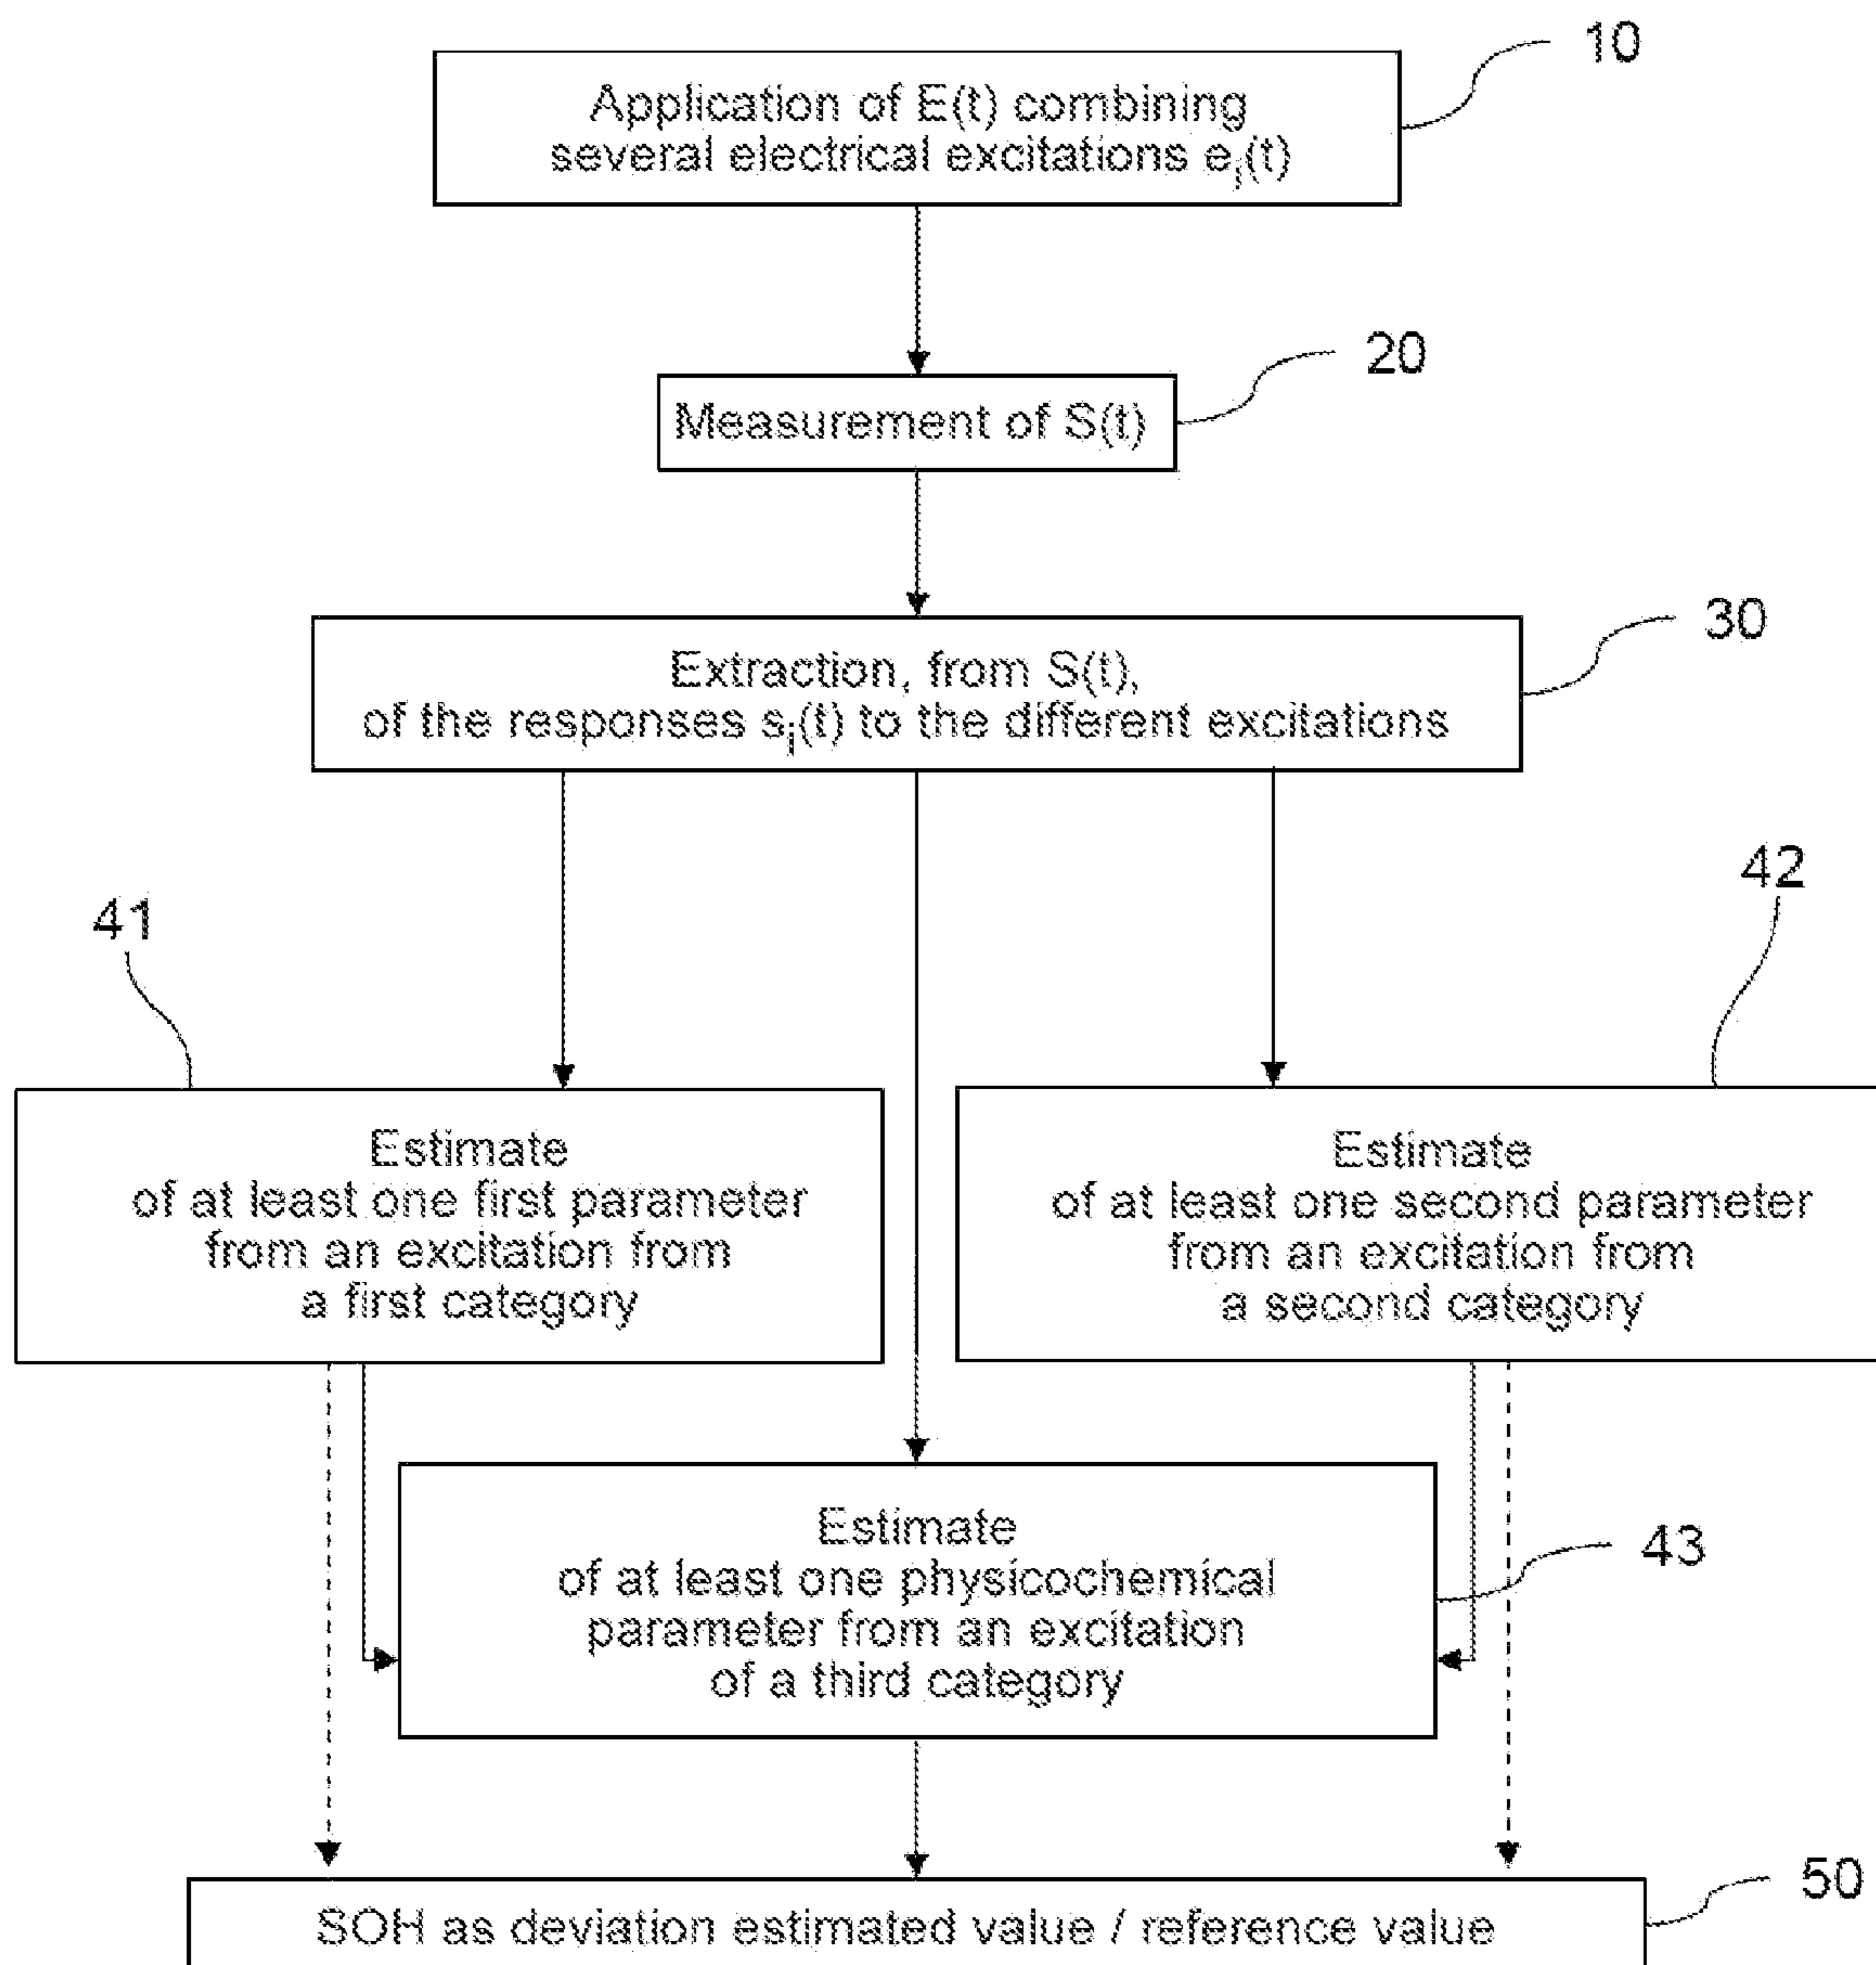 10
Application of E(t) combining
several electrical excitations ei(t)
20
Measurement of S(t)
30
Extraction, from S(t),
of the responses si(t) to the different excitations
41
42
Estimate
of at least one first parameter
from an excitation from
a first category
Estimate
of at least one second parameter
from an excitation from
a second category
43
Estimate
of at least one physicochemical
parameter from an excitation
of a third category
50
SOH as deviation estimated value / reference value